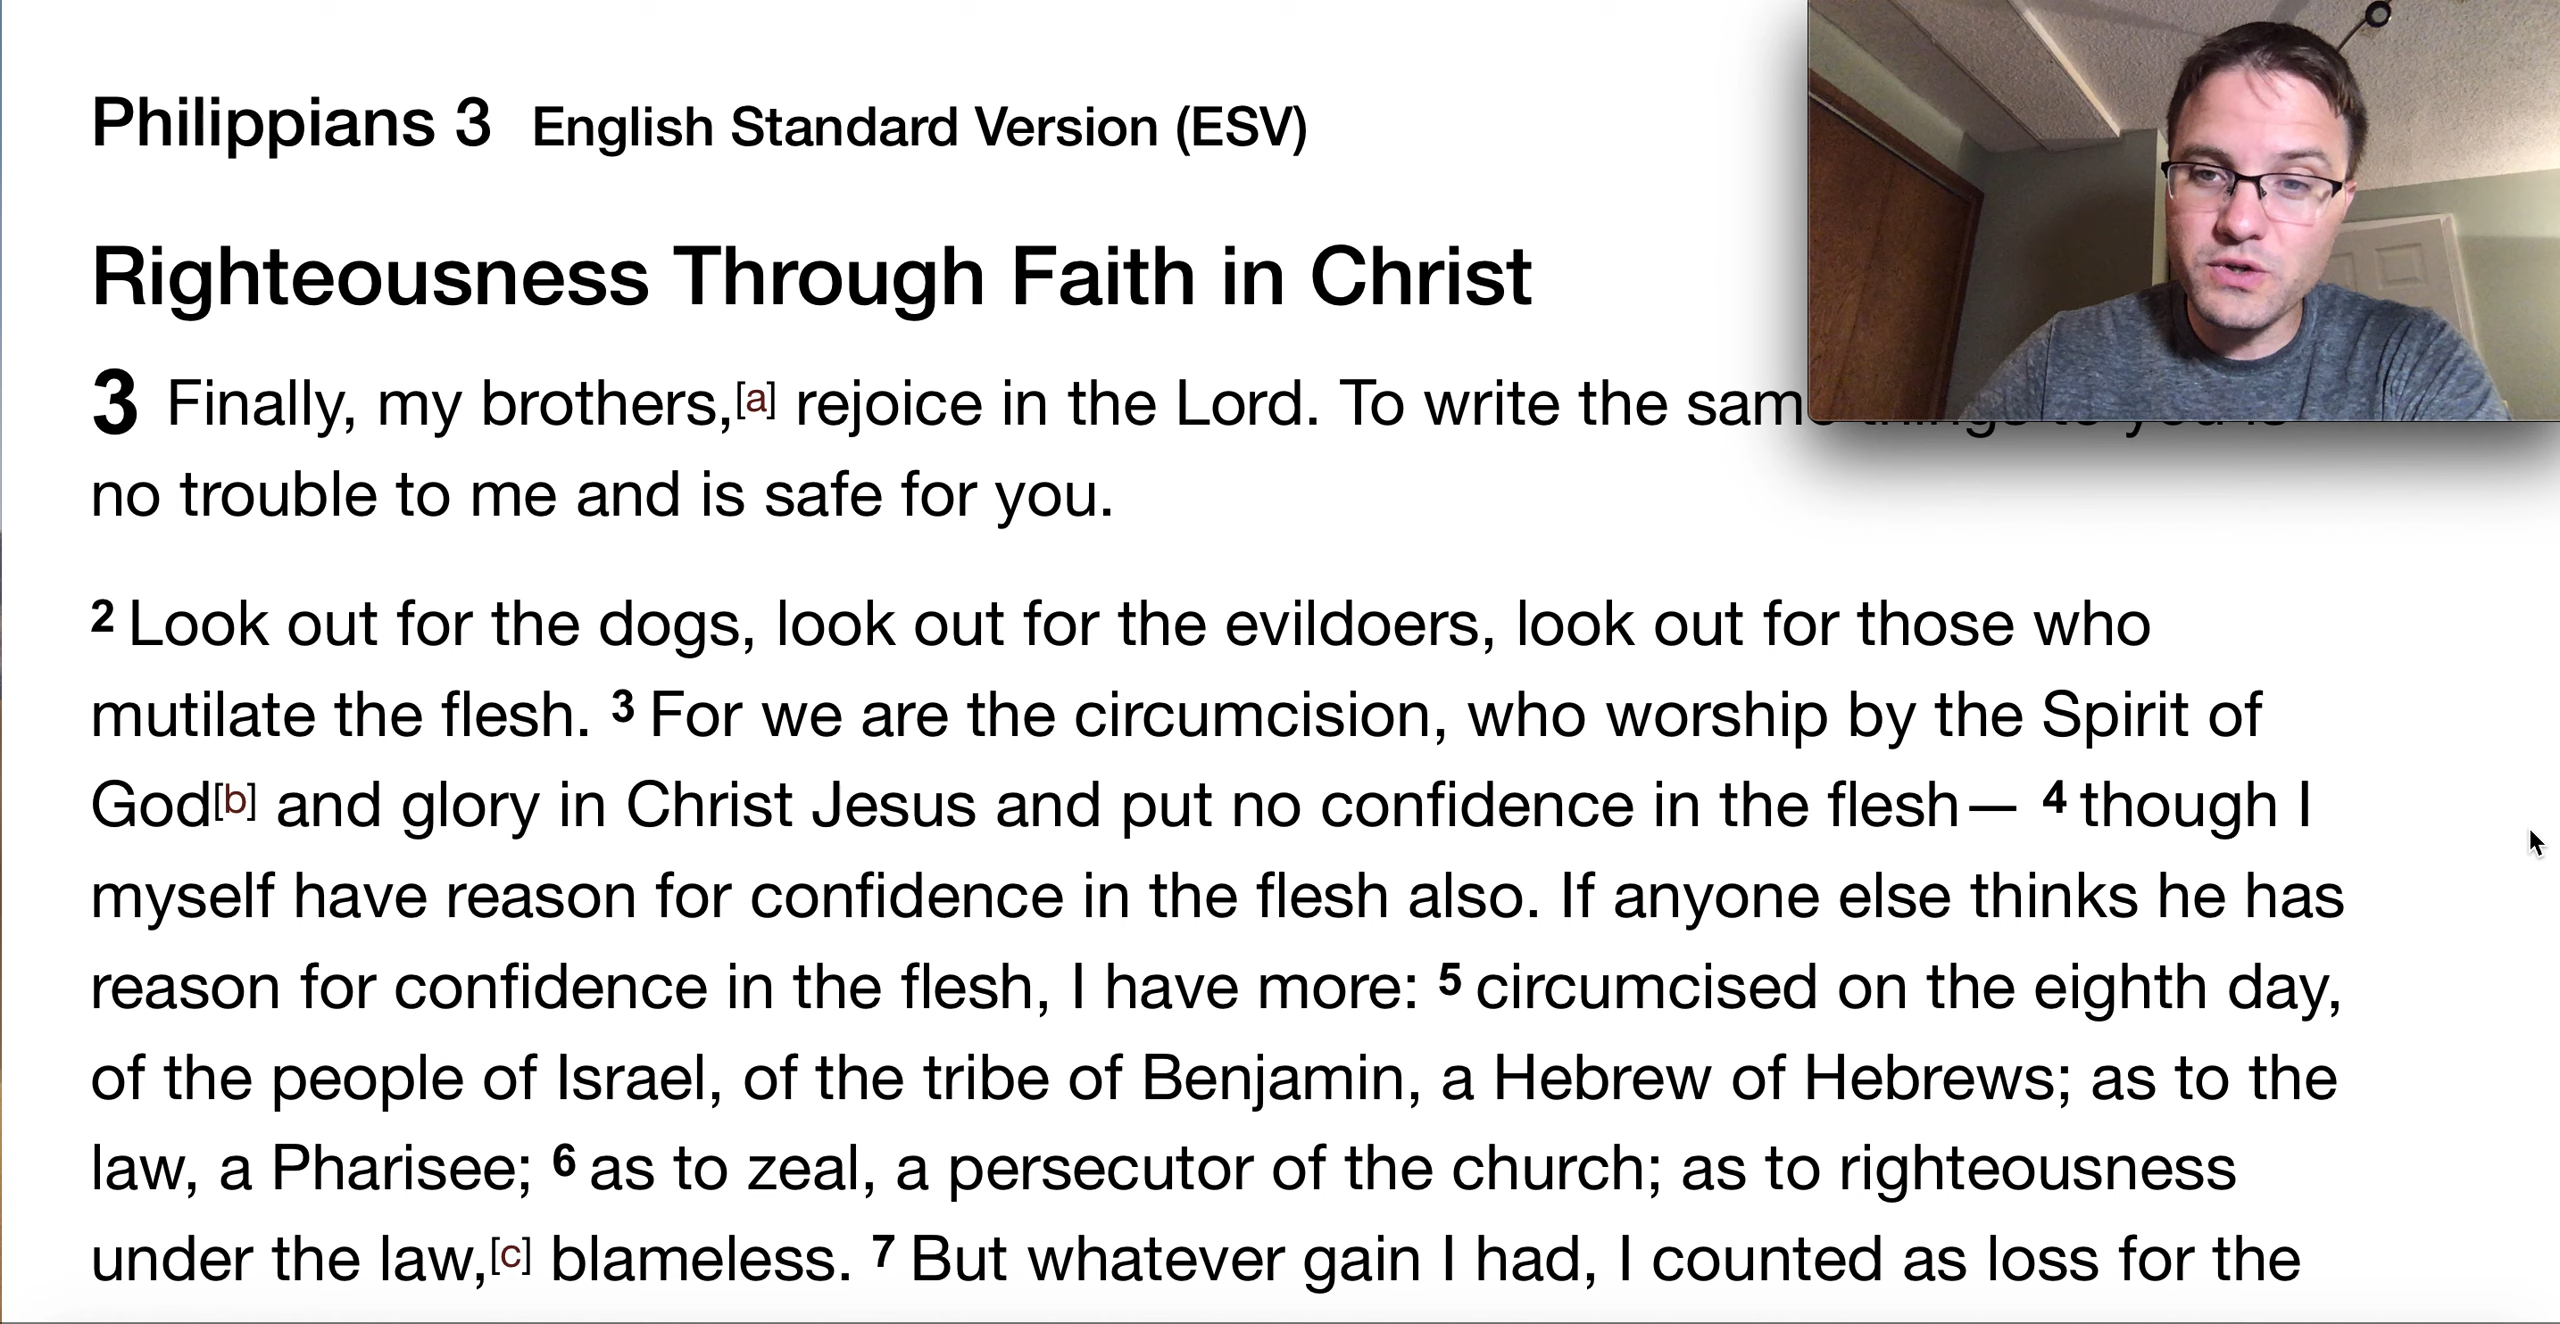 Philippians 3 English Standard Version (ESV)
Righteousness Through Faith in Christ
3 Finally, my brothers,[a] rejoice in the Lord. To write the same things to you is
no trouble to me and is safe for you.
2 Look out for the dogs, look out for the evildoers, look out for those who
mutilate the flesh. 3 For we are the circumcision, who worship by the Spirit of
God[b] and glory in Christ Jesus and put no confidence in the flesh— 4 though I
myself have reason for confidence in the flesh also. If anyone else thinks he has
reason for confidence in the flesh, I have more: 5 circumcised on the eighth day,
of the people of Israel, of the tribe of Benjamin, a Hebrew of Hebrews; as to the
law, a Pharisee; 6 as to zeal, a persecutor of the church; as to righteousness
under the law,[c] blameless. 7 But whatever gain I had, I counted as loss for the